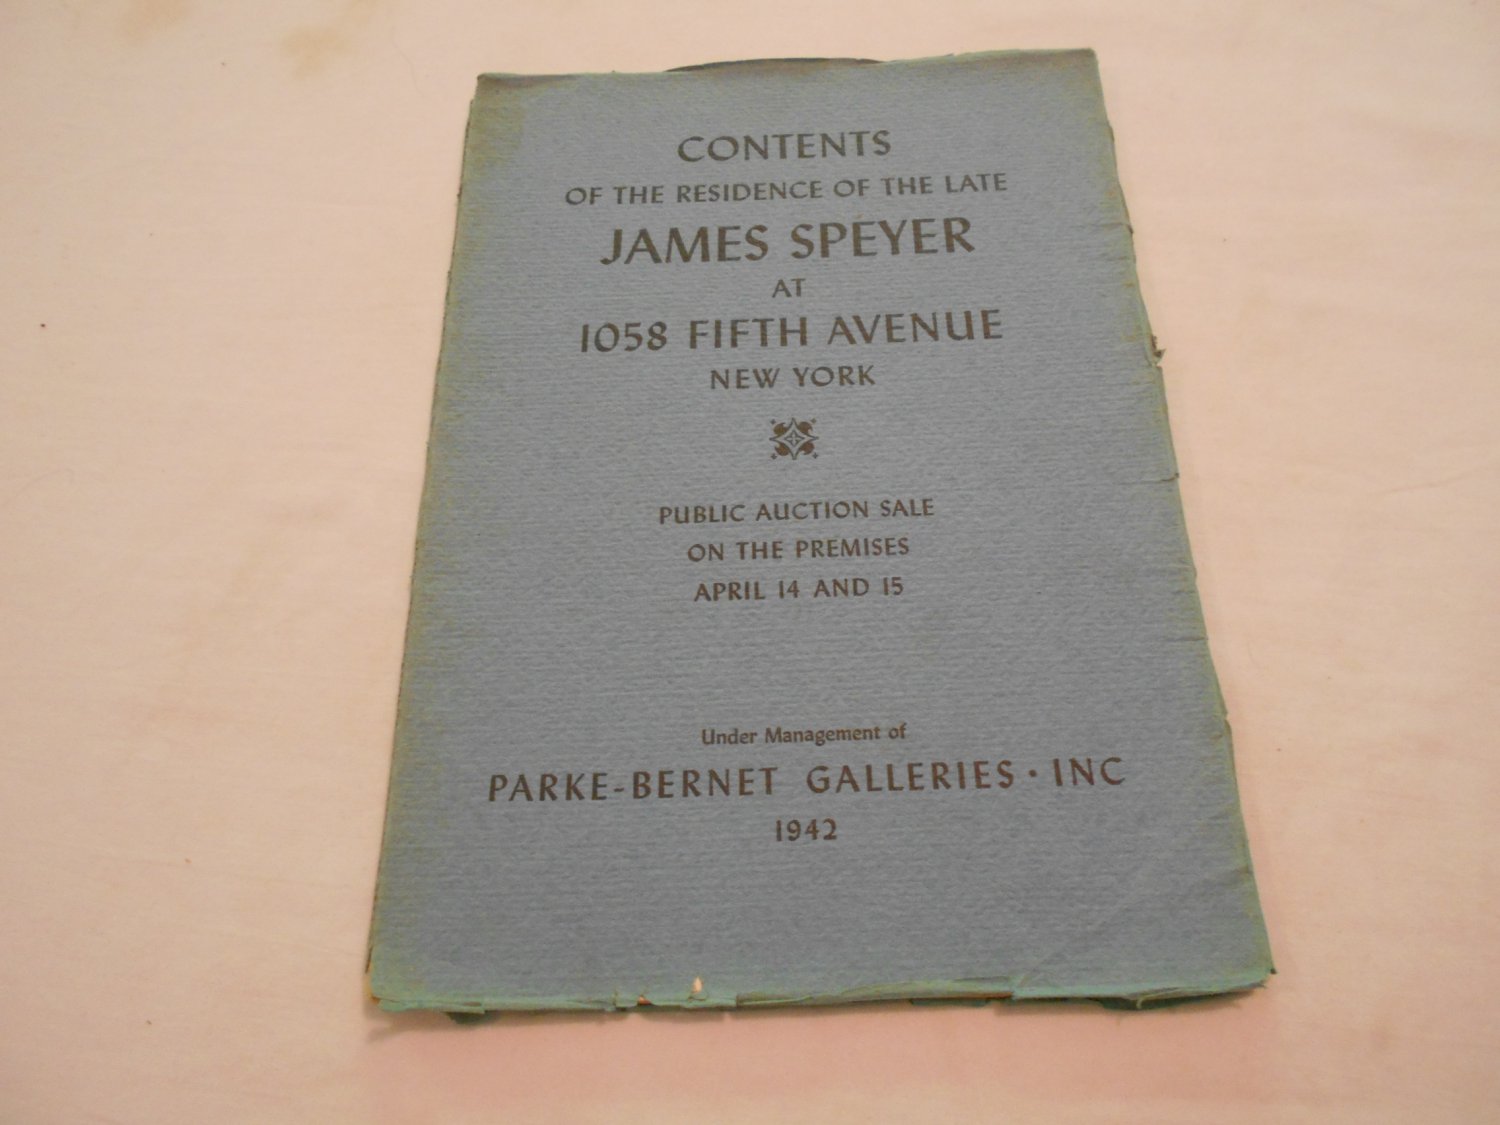 CONTENTS
OF THE RESIDENCE OF THE LATE
JAMES SPEYER
AT
1058 FIFTH AVENUE
NEW YORK
PUBLIC AUCTION SALE
ON THE PREMISES
APRIL 14 AND 15
Under Management of
PARKE-BERNET GALLERIES · INC
1942